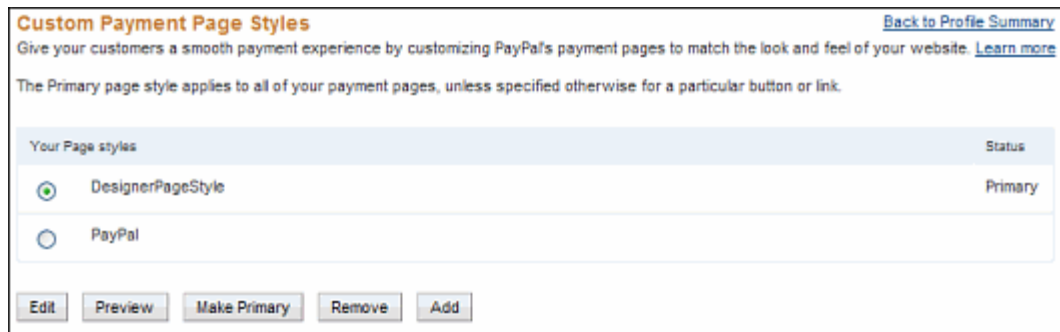 Custom Payment Page Styles Back to Profile Summary
Give your customers a smooth payment experience by customizing PayPal's payment pages to match the look and feel of your website. Learn more
The Primary page style applies to all of your payment pages, unless specified otherwise for a particular button or link.
Your Page styles Status
DesignerPageStyle Primary
PayPal
Edit Preview Make Primary Remove Add